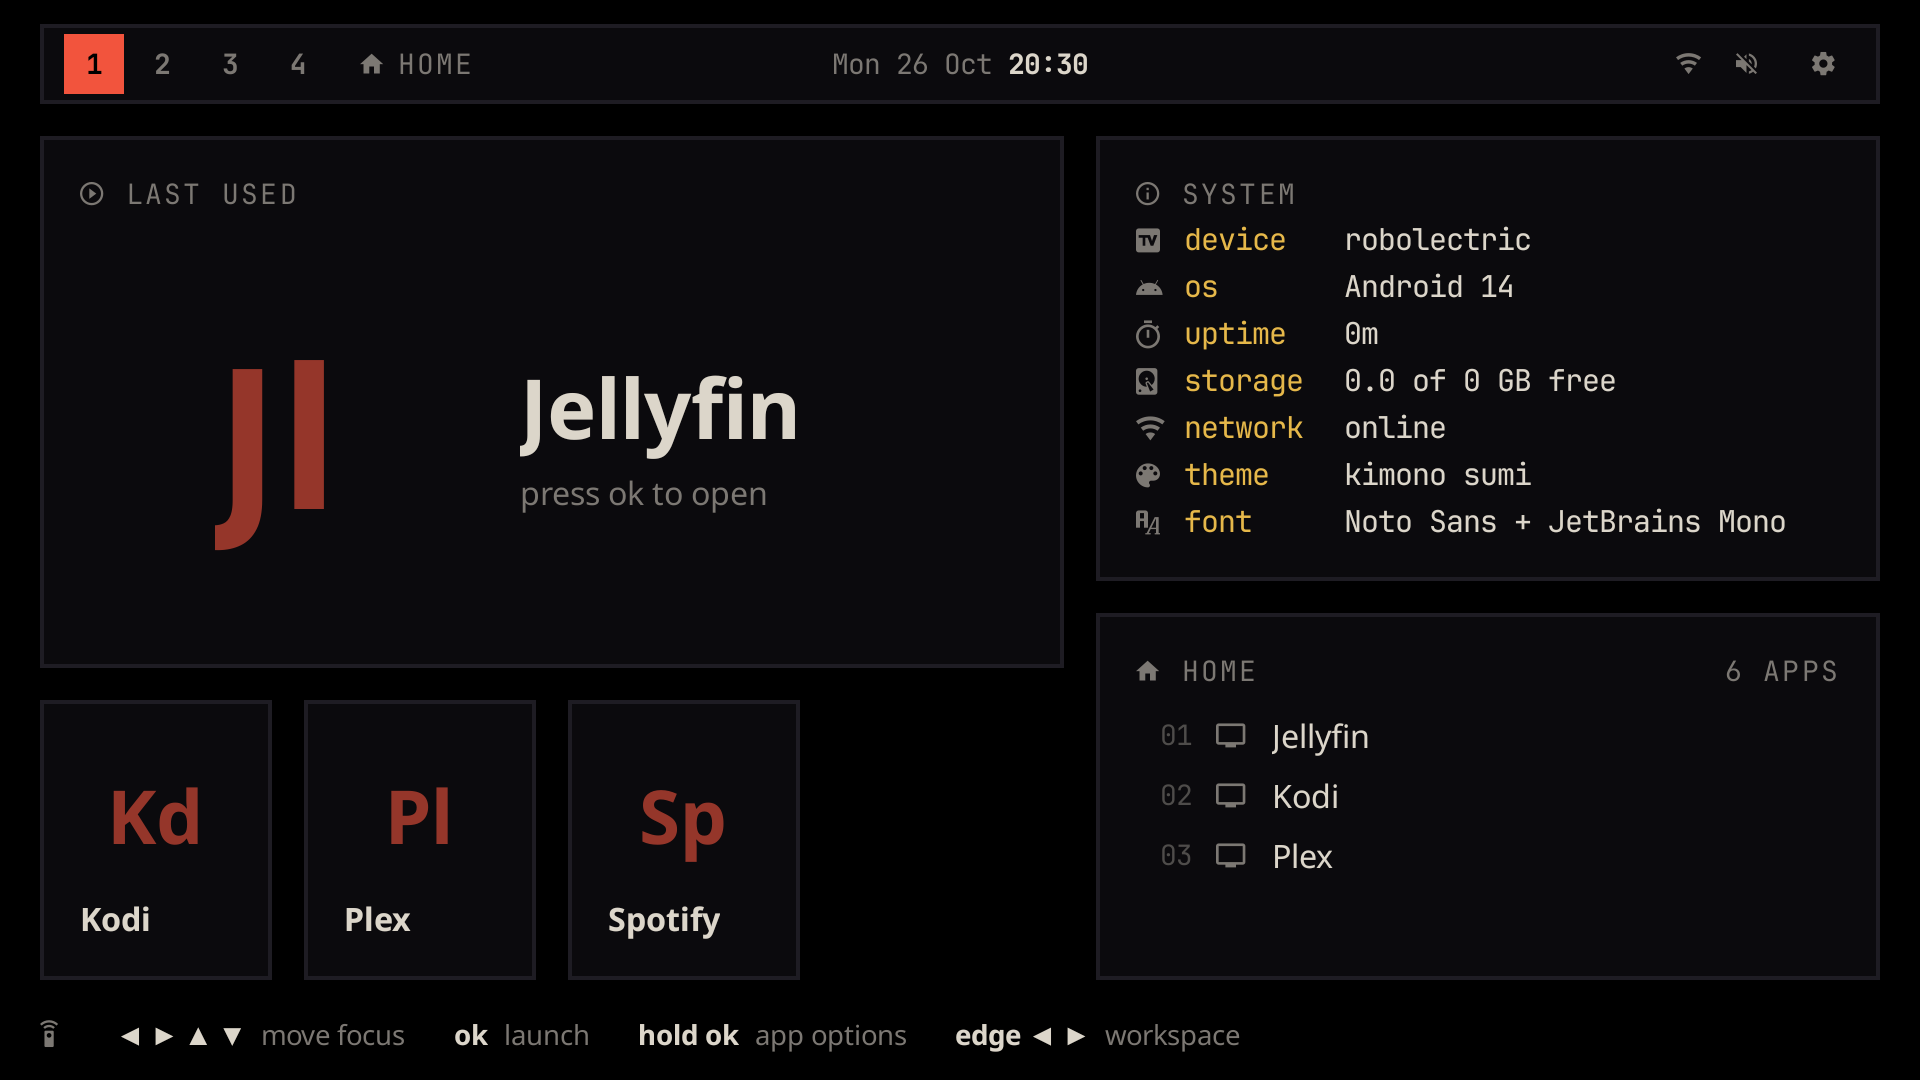 1 2 3 4 HOME Mon 26 Oct 20:30
LAST USED
Jl
Jellyfin
press ok to open
SYSTEM
TV device robolectric
os Android 14
uptime 0m
storage 0.0 of 0 GB free
network online
theme kimono sumi
font Noto Sans + JetBrains Mono
Kd
Kodi
Pl
Plex
Sp
Spotify
HOME 6 APPS
01 Jellyfin
02 Kodi
03 Plex
◀ ▶ ▲ ▼ move focus ok launch hold ok app options edge ◀ ▶ workspace